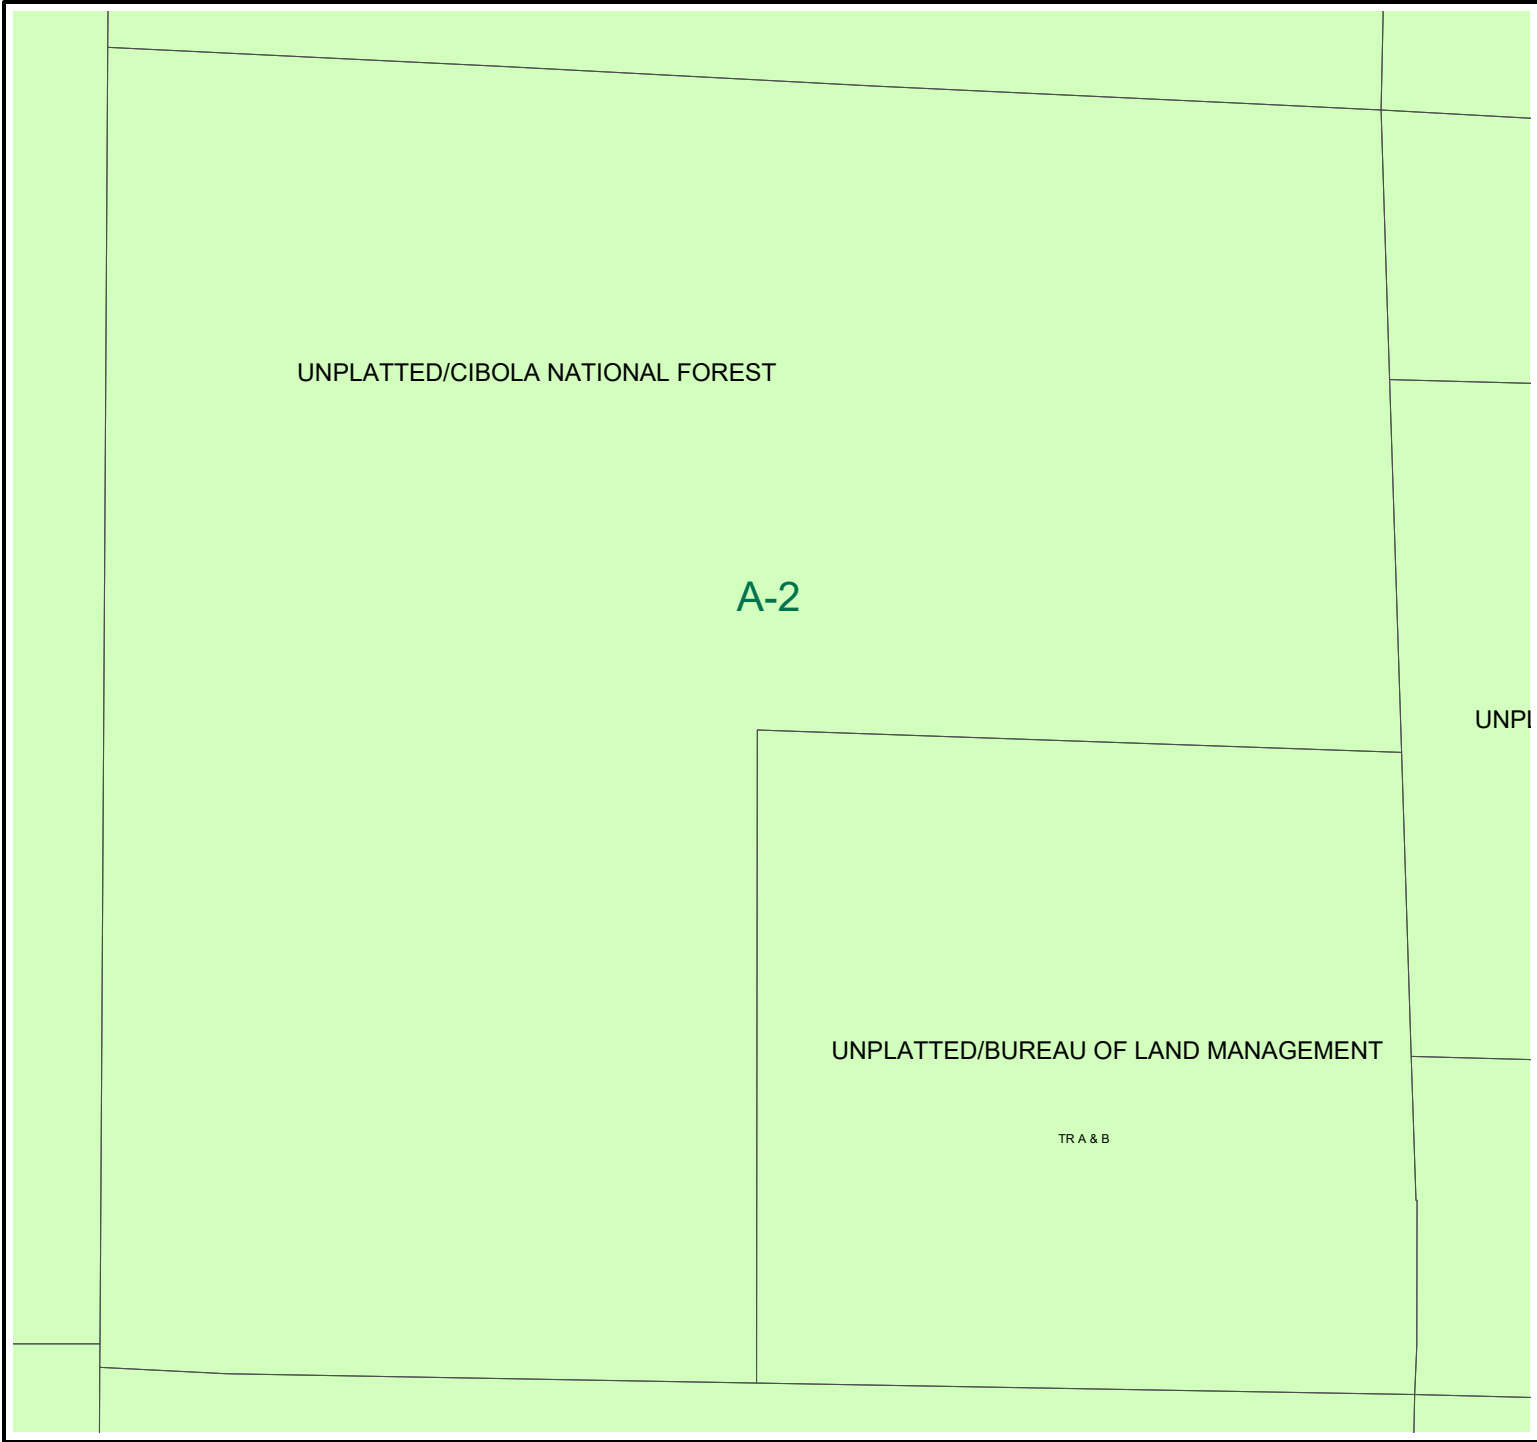 UNPLATTED/CIBOLA NATIONAL FOREST
A-2
UNPL
UNPLATTED/BUREAU OF LAND MANAGEMENT
TR A & B